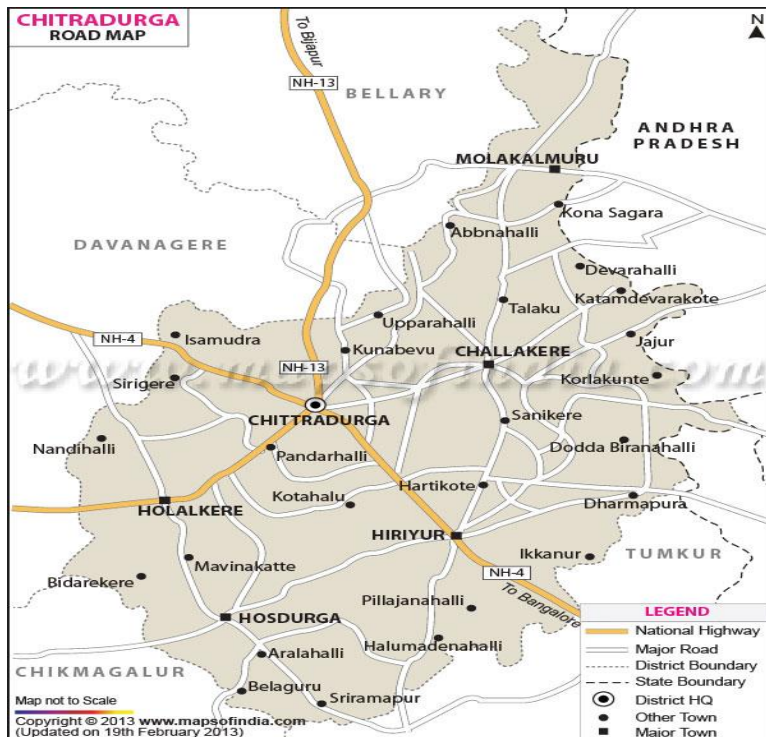 CHITRADURGA
ROAD MAP
N
To Bijapur
NH-13
BELLARY
ANDHRA
PRADESH
MOLAKALMURU
Kona Sagara
Abbnahalli
DAVANAGERE
Devarahalli
Katamdevarakote
Talaku
Upparahalli
NH-4
Isamudra
Jajur
Kunabevu
CHALLAKERE
NH-13
www.mapsofindia.com
Sirigere
Korlakunte
CHITTRADURGA
Sanikere
Nandihalli
Dodda Biranahalli
Pandarhalli
Hartikote
Kotahalu
Dharmapura
HOLALKERE
HIRIYUR
Ikkanur
TUMKUR
Mavinakatte
NH-4
Bidarekere
To Bangalore
Pillajanahalli
HOSDURGA
Halumadenahalli
Aralahalli
CHIKMAGALUR
Belaguru
Sriramapur
LEGEND
National Highway
Major Road
District Boundary
State Boundary
District HQ
Other Town
Major Town
Map not to Scale
Copyright © 2013 www.mapsofindia.com
(Updated on 19th February 2013)